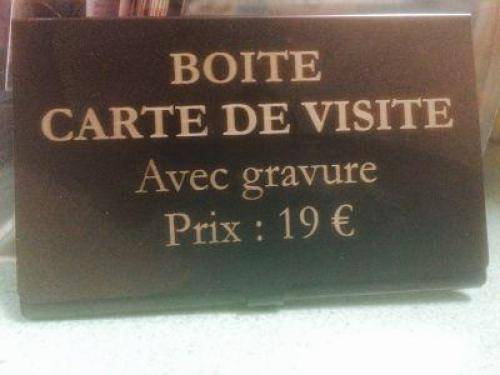 BOITE
CARTE DE VISITE
Avec gravure
Prix : 19 €